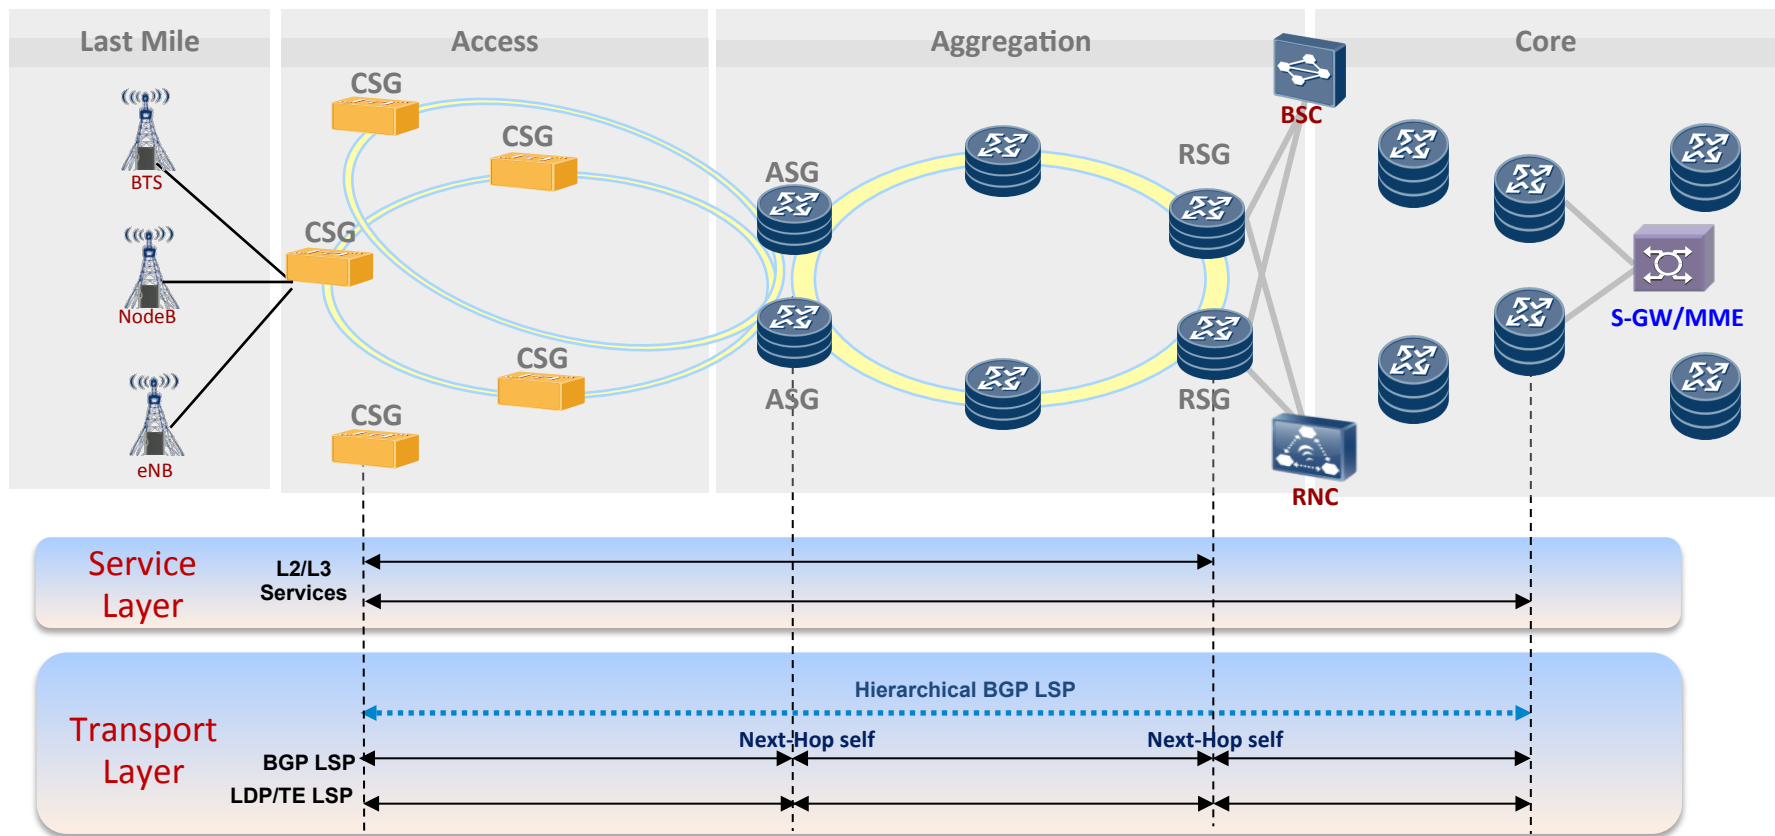 Last Mile
Access
Aggregation
Core
CSG
BSC
CSG
RSG
ASG
BTS
CSG
NodeB
S-GW/MME
CSG
ASG
RSG
CSG
eNB
RNC
Service
Layer
L2/L3
Services
Hierarchical BGP LSP
Transport
Layer
Next-Hop self
Next-Hop self
BGP LSP
LDP/TE LSP